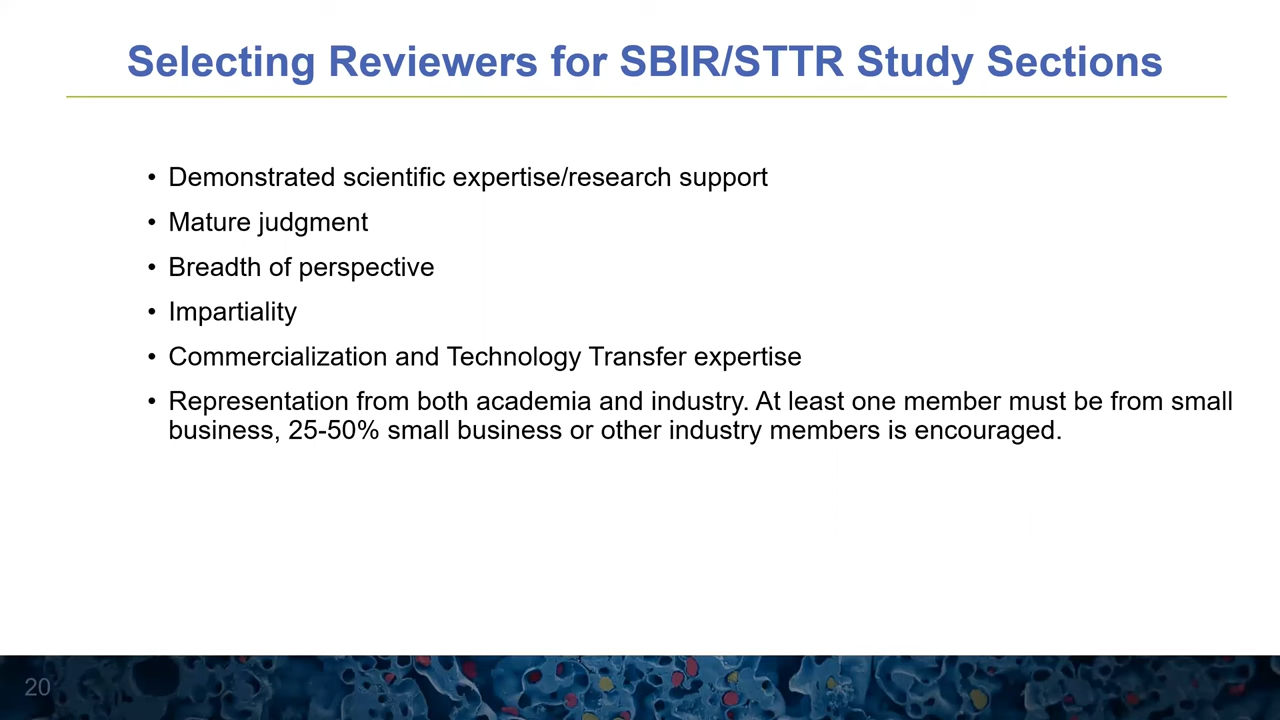 Selecting Reviewers for SBIR/STTR Study Sections
• Demonstrated scientific expertise/research support
• Mature judgment
• Breadth of perspective
• Impartiality
• Commercialization and Technology Transfer expertise
• Representation from both academia and industry. At least one member must be from small
business, 25-50% small business or other industry members is encouraged.
20